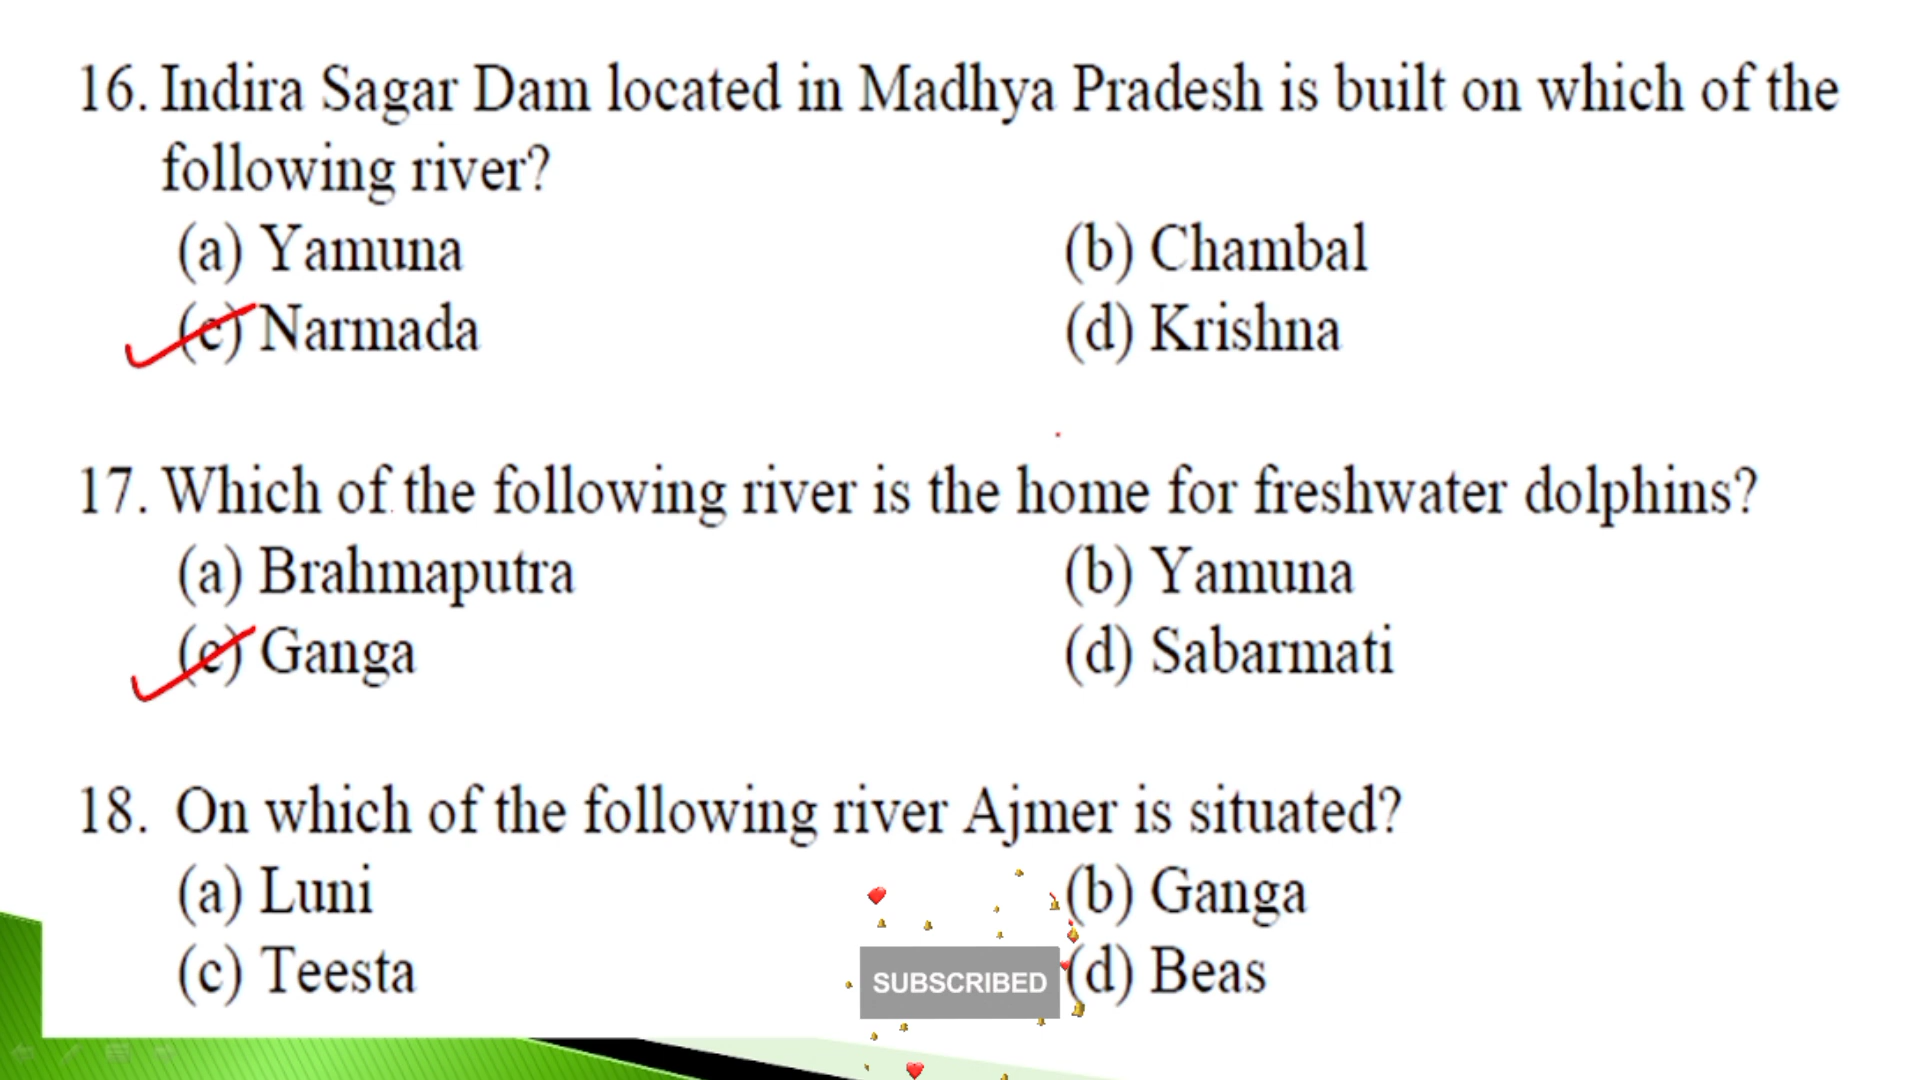 16. Indira Sagar Dam located in Madhya Pradesh is built on which of the
following river?
(a) Yamuna (b) Chambal
(c) Narmada (d) Krishna
17. Which of the following river is the home for freshwater dolphins?
(a) Brahmaputra (b) Yamuna
(c) Ganga (d) Sabarmati
18. On which of the following river Ajmer is situated?
(a) Luni (b) Ganga
(c) Teesta (d) Beas
SUBSCRIBED